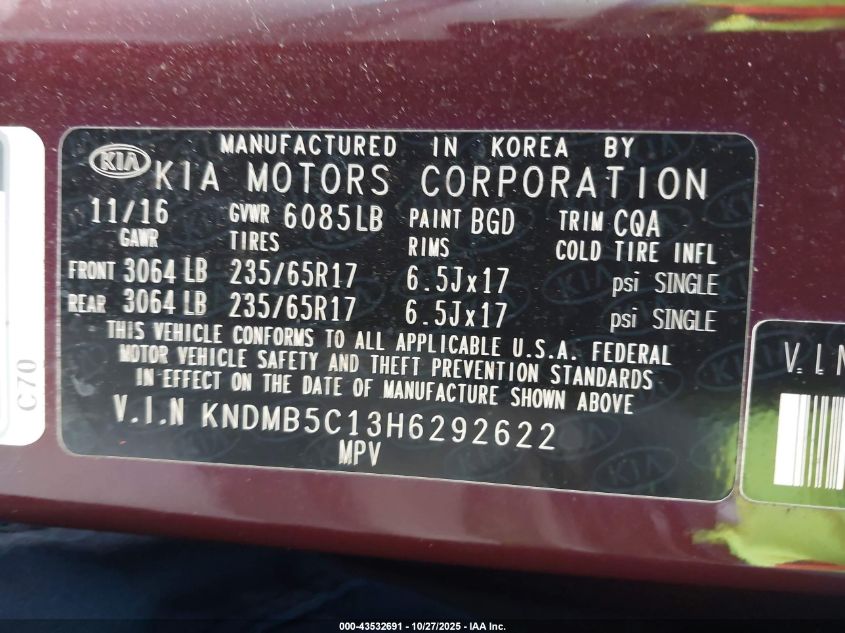 MANUFACTURED IN KOREA BY
KIA KIA MOTORS CORPORATION
11/16 GVWR 6085LB PAINT BGD TRIM CQA
GAWR TIRES RIMS COLD TIRE INFL
FRONT 3064 LB 235/65R17 6.5Jx17 psi SINGLE
REAR 3064 LB 235/65R17 6.5Jx17 psi SINGLE
THIS VEHICLE CONFORMS TO ALL APPLICABLE U.S.A. FEDERAL
MOTOR VEHICLE SAFETY AND THEFT PREVENTION STANDARDS
IN EFFECT ON THE DATE OF MANUFACTURE SHOWN ABOVE
V.I.N KNDMB5C13H6292622
MPV
C70
V.I.N
000-43532691 - 10/27/2025 - IAA Inc.